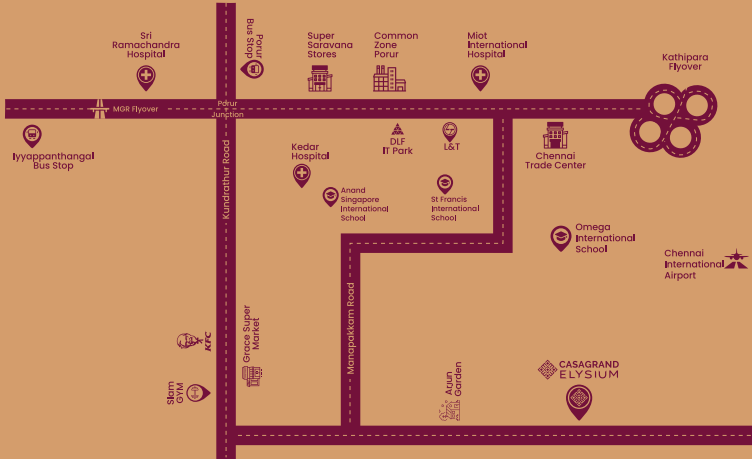 Sri
Ramachandra
Hospital
Porur
Bus Stop
Super
Saravana
Stores
Common
Zone
Porur
Miot
International
Hospital
Kathipara
Flyover
MGR Flyover
Porur
Junction
Iyyappanthangal
Bus Stop
Kedar
Hospital
DLF
IT Park
L&T
Chennai
Trade Center
Kundrathur Road
Anand
Singapore
International
School
St Francis
International
School
Omega
International
School
Chennai
International
Airport
Manapakkam Road
KFC
Grace Super
Market
Slam
GYM
Arjun
Garden
CASAGRAND
ELYSIUM